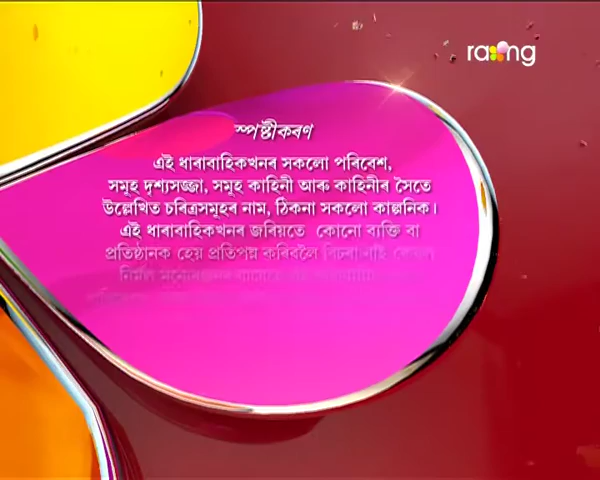 rang
স্পষ্টীকৰণ
এই ধাৰাবাহিকখনৰ সকলো পৰিবেশ,
সমূহ দৃশ্যসজ্জা, সমূহ কাহিনী আৰু কাহিনীৰ সৈতে
উল্লেখিত চৰিত্ৰসমূহৰ নাম, ঠিকনা সকলো কাল্পনিক।
এই ধাৰাবাহিকখনৰ জৰিয়তে কোনো ব্যক্তি বা
প্ৰতিষ্ঠানক হেয় প্ৰতিপন্ন কৰিবলৈ বিচৰা নাই